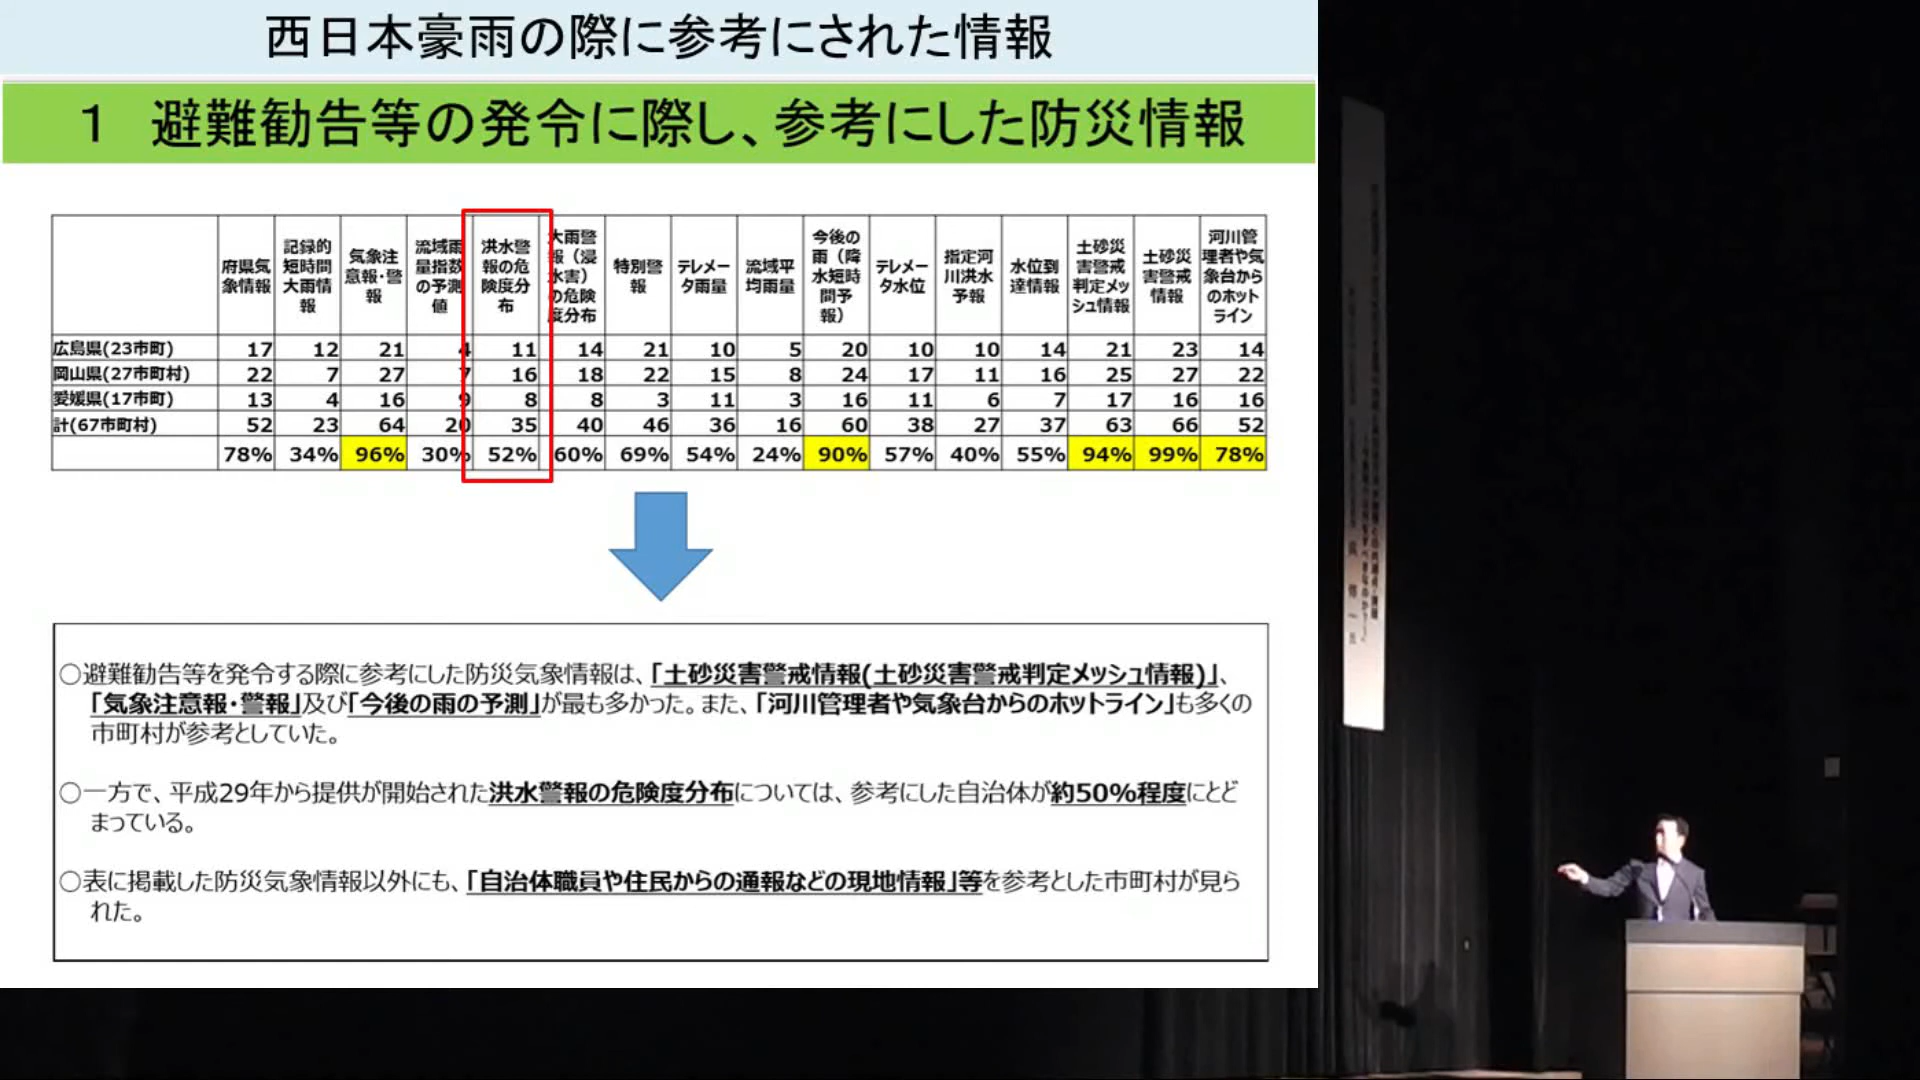 西日本豪雨の際に参考にされた情報
1 避難勧告等の発令に際し、参考にした防災情報
府県気象情報 記録的短時間大雨情報 気象注意報・警報 流域雨量指数の予測値 洪水警報の危険度分布 大雨警報（浸水害）の危険度分布 特別警報 テレメータ雨量 流域平均雨量 今後の雨（降水短時間予報） テレメータ水位 指定河川洪水予報 水位到達情報 土砂災害警戒判定メッシュ情報 土砂災害警戒情報 河川管理者や気象台からのホットライン
広島県(23市町) 17 12 21 4 11 14 21 10 5 20 10 10 14 21 23 14
岡山県(27市町村) 22 7 27 7 16 18 22 15 8 24 17 11 16 25 27 22
愛媛県(17市町) 13 4 16 9 8 8 3 11 3 16 11 6 7 17 16 16
計(67市町村) 52 23 64 20 35 40 46 36 16 60 38 27 37 63 66 52
78% 34% 96% 30% 52% 60% 69% 54% 24% 90% 57% 40% 55% 94% 99% 78%
○避難勧告等を発令する際に参考にした防災気象情報は、「土砂災害警戒情報(土砂災害警戒判定メッシュ情報)」、
「気象注意報・警報」及び「今後の雨の予測」が最も多かった。また、「河川管理者や気象台からのホットライン」も多くの
市町村が参考としていた。
○一方で、平成29年から提供が開始された洪水警報の危険度分布については、参考にした自治体が約50%程度にとど
まっている。
○表に掲載した防災気象情報以外にも、「自治体職員や住民からの通報などの現地情報」等を参考とした市町村が見ら
れた。